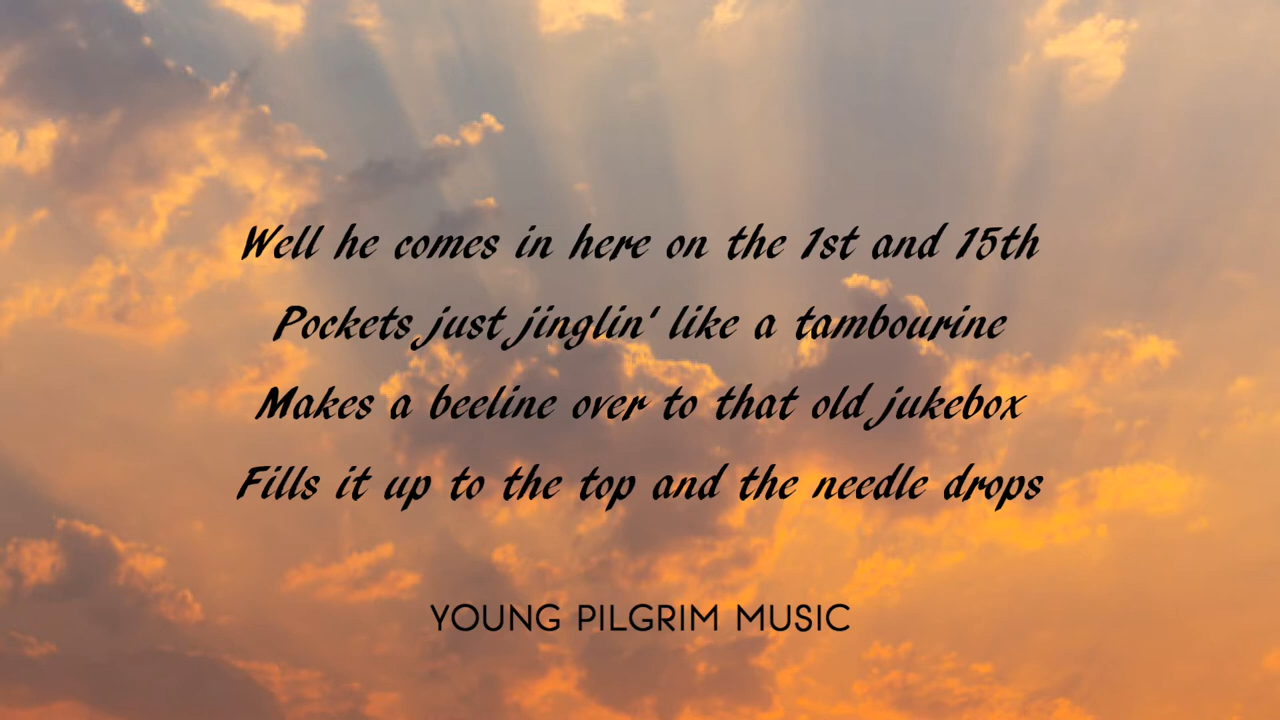 Well he comes in here on the 1st and 15th
Pockets just jinglin' like a tambourine
Makes a beeline over to that old jukebox
Fills it up to the top and the needle drops
YOUNG PILGRIM MUSIC